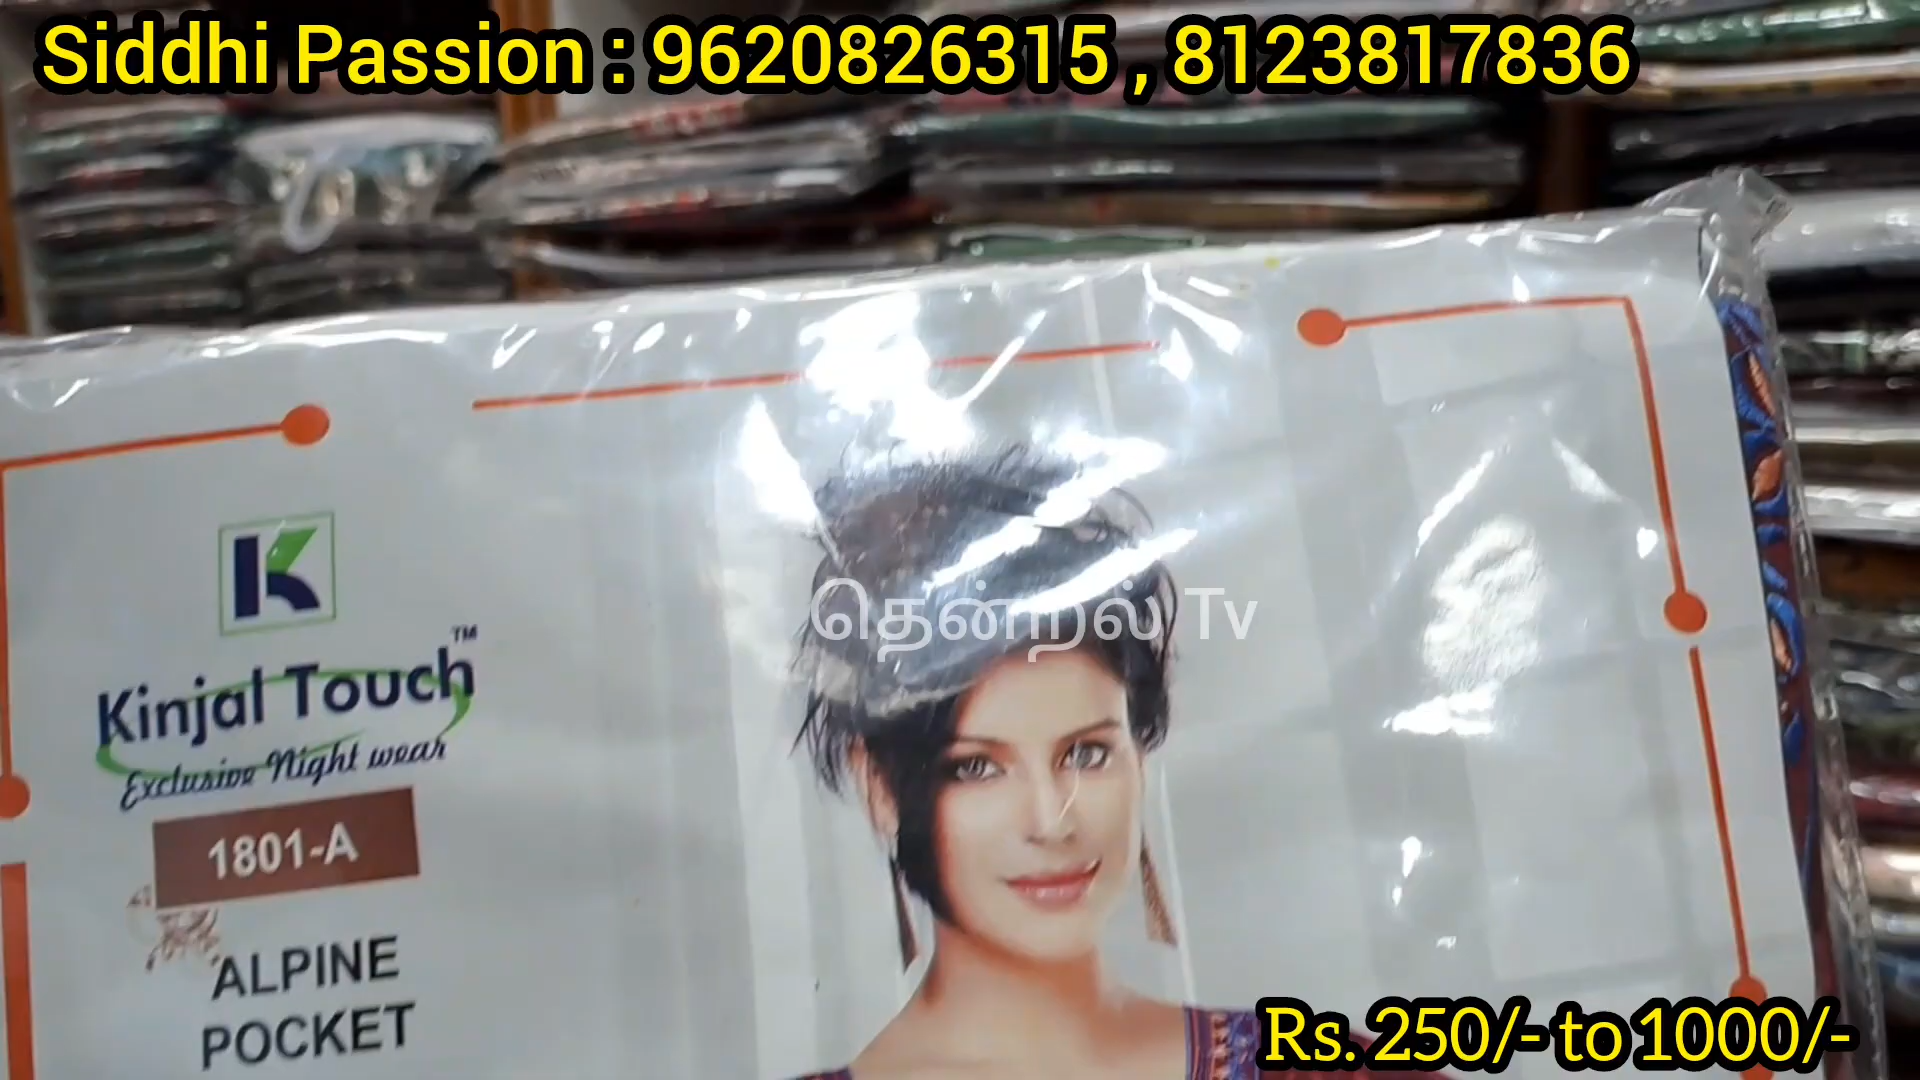 Siddhi Passion : 9620826315 , 8123817836
K
Kinjal Touch™
Exclusive Night wear
1801-A
ALPINE
POCKET
தென்றல் Tv
Rs. 250/- to 1000/-